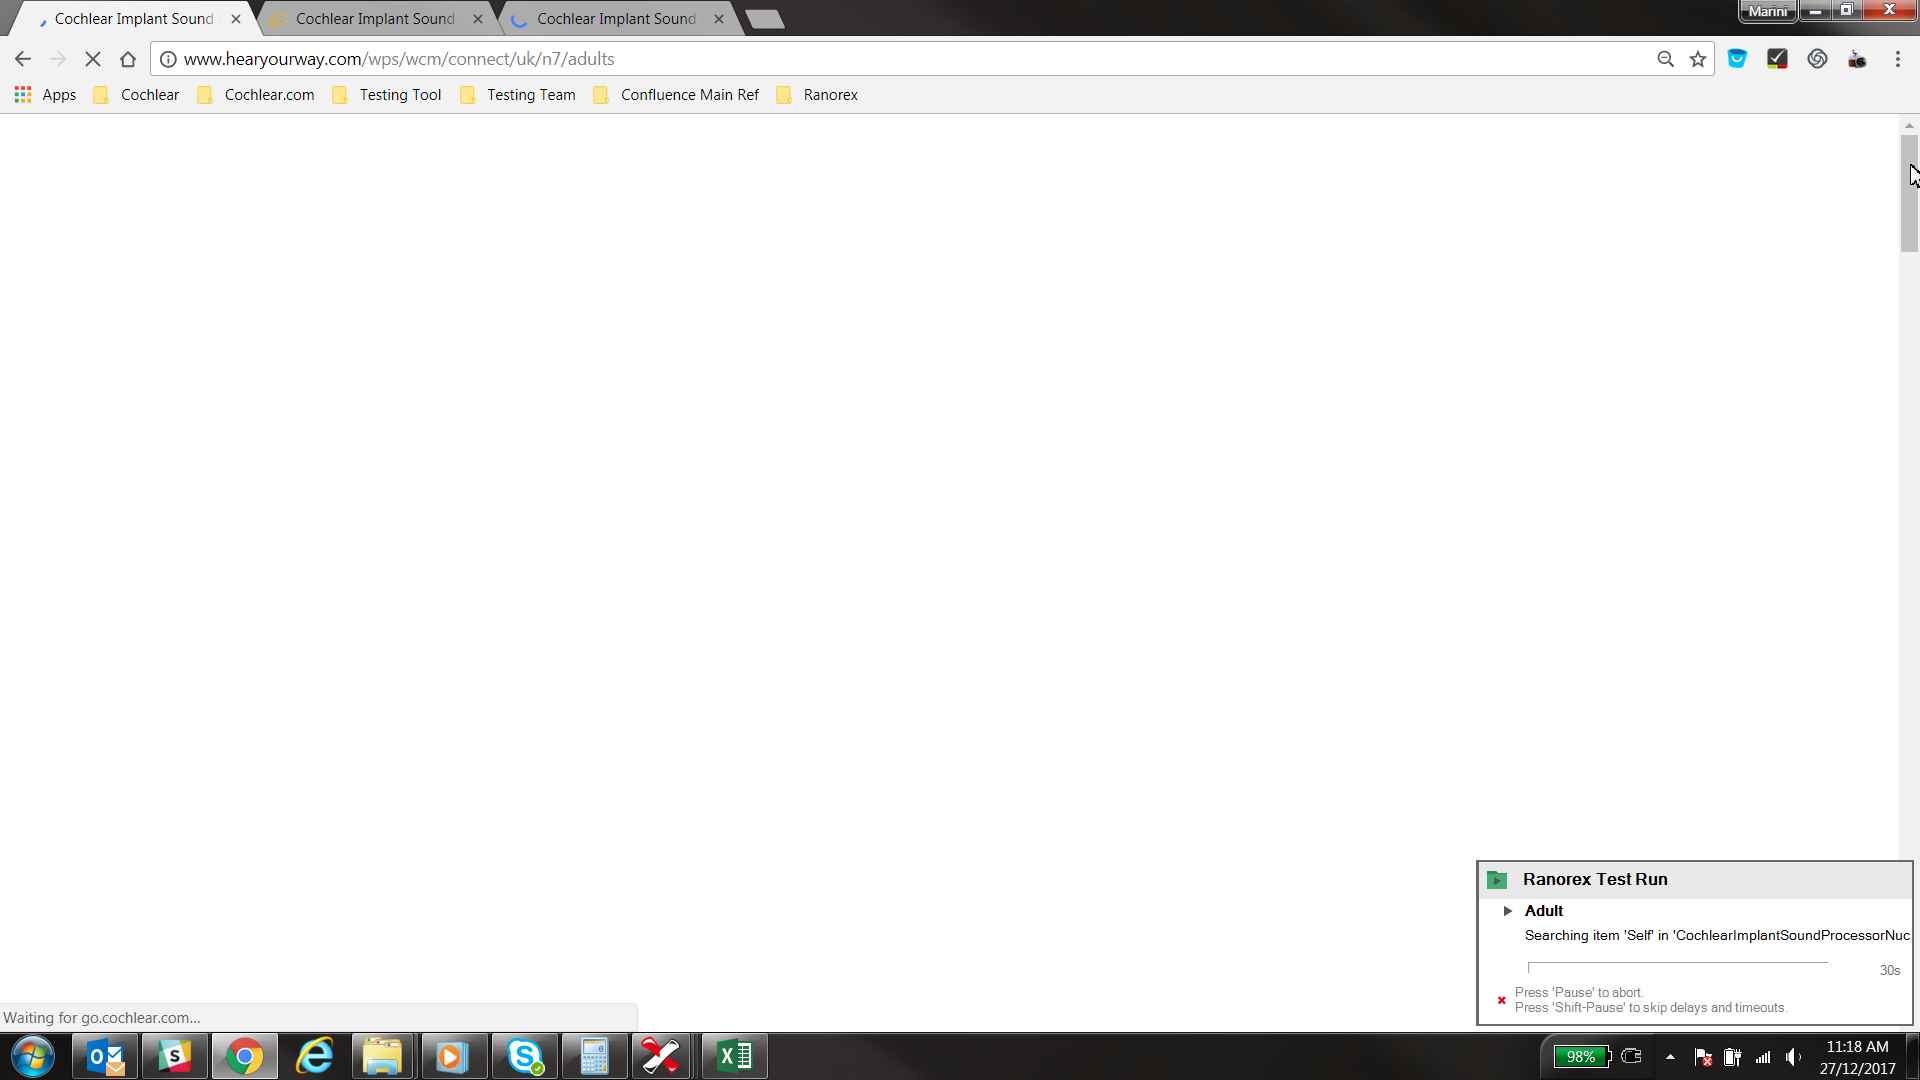 Cochlear Implant Sound
Cochlear Implant Sound
Cochlear Implant Sound
Marini
www.hearyourway.com/wps/wcm/connect/uk/n7/adults
Apps Cochlear Cochlear.com Testing Tool Testing Team Confluence Main Ref Ranorex
Ranorex Test Run
Adult
Searching item 'Self' in 'CochlearImplantSoundProcessorNuc
30s
Press 'Pause' to abort.
Press 'Shift-Pause' to skip delays and timeouts.
Waiting for go.cochlear.com...
98%
11:18 AM
27/12/2017